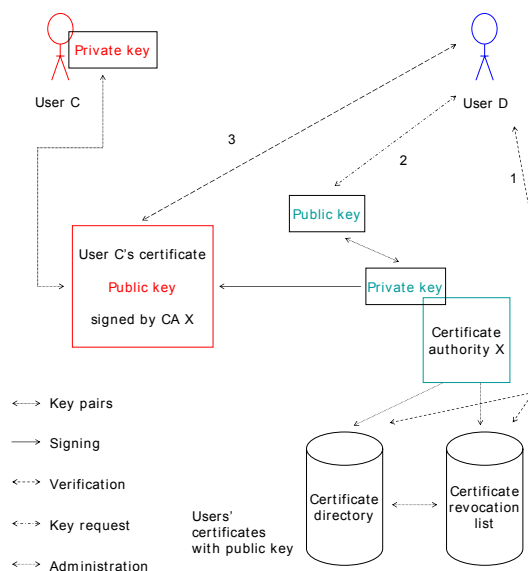 Private key
User C
User D
3
2
1
Public key
User C's certificate
Public key
signed by CA X
Private key
Certificate
authority X
Key pairs
Signing
Verification
Key request
Administration
Certificate
directory
Certificate
revocation
list
Users'
certificates
with public key